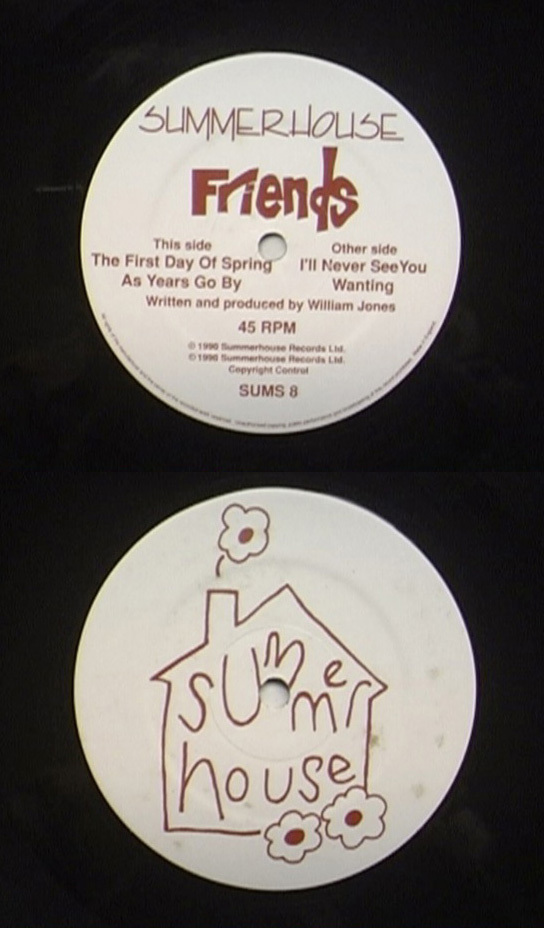 SUMMERHOUSE
Friends
This side
The First Day Of Spring
As Years Go By
Other side
I'll Never See You
Wanting
Written and produced by William Jones
45 RPM
℗ 1990 Summerhouse Records Ltd.
© 1990 Summerhouse Records Ltd.
Copyright Control
SUMS 8
summer
house